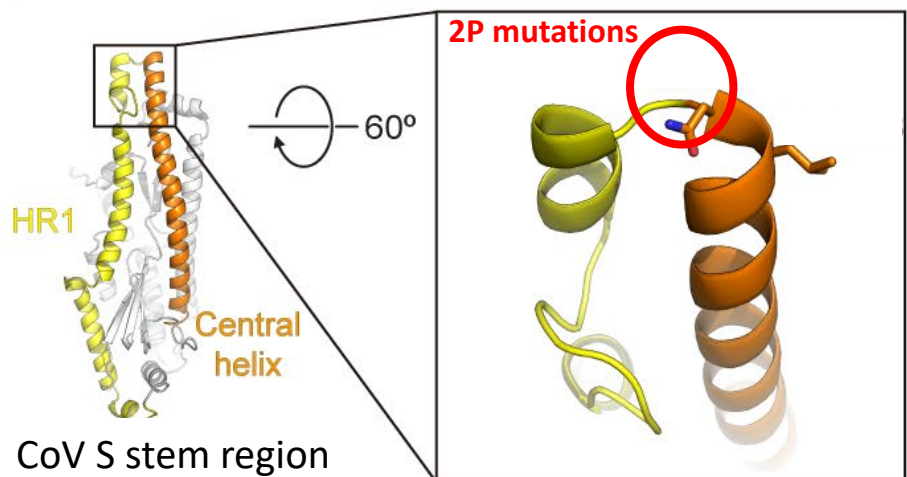 2P mutations
60º
HR1
Central
helix
CoV S stem region